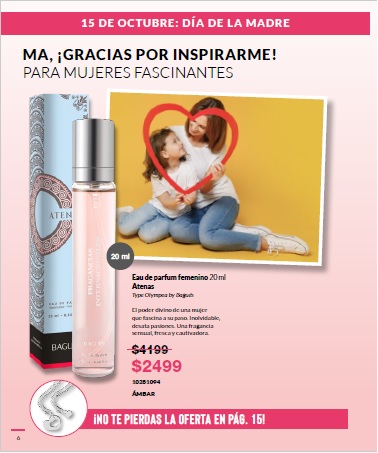 15 DE OCTUBRE: DÍA DE LA MADRE
MA, ¡GRACIAS POR INSPIRARME!
PARA MUJERES FASCINANTES
ATENAS
BAGU
FRAGANCIAS
20 ml
Eau de parfum femenino 20 ml
Atenas
Type Olympea by Bagués
El poder divino de una mujer
que fascina a su paso. Inolvidable,
desata pasiones. Una fragancia
sensual, fresca y cautivadora.
$4199
$2499
10281094
ÁMBAR
¡NO TE PIERDAS LA OFERTA EN PÁG. 15!
6